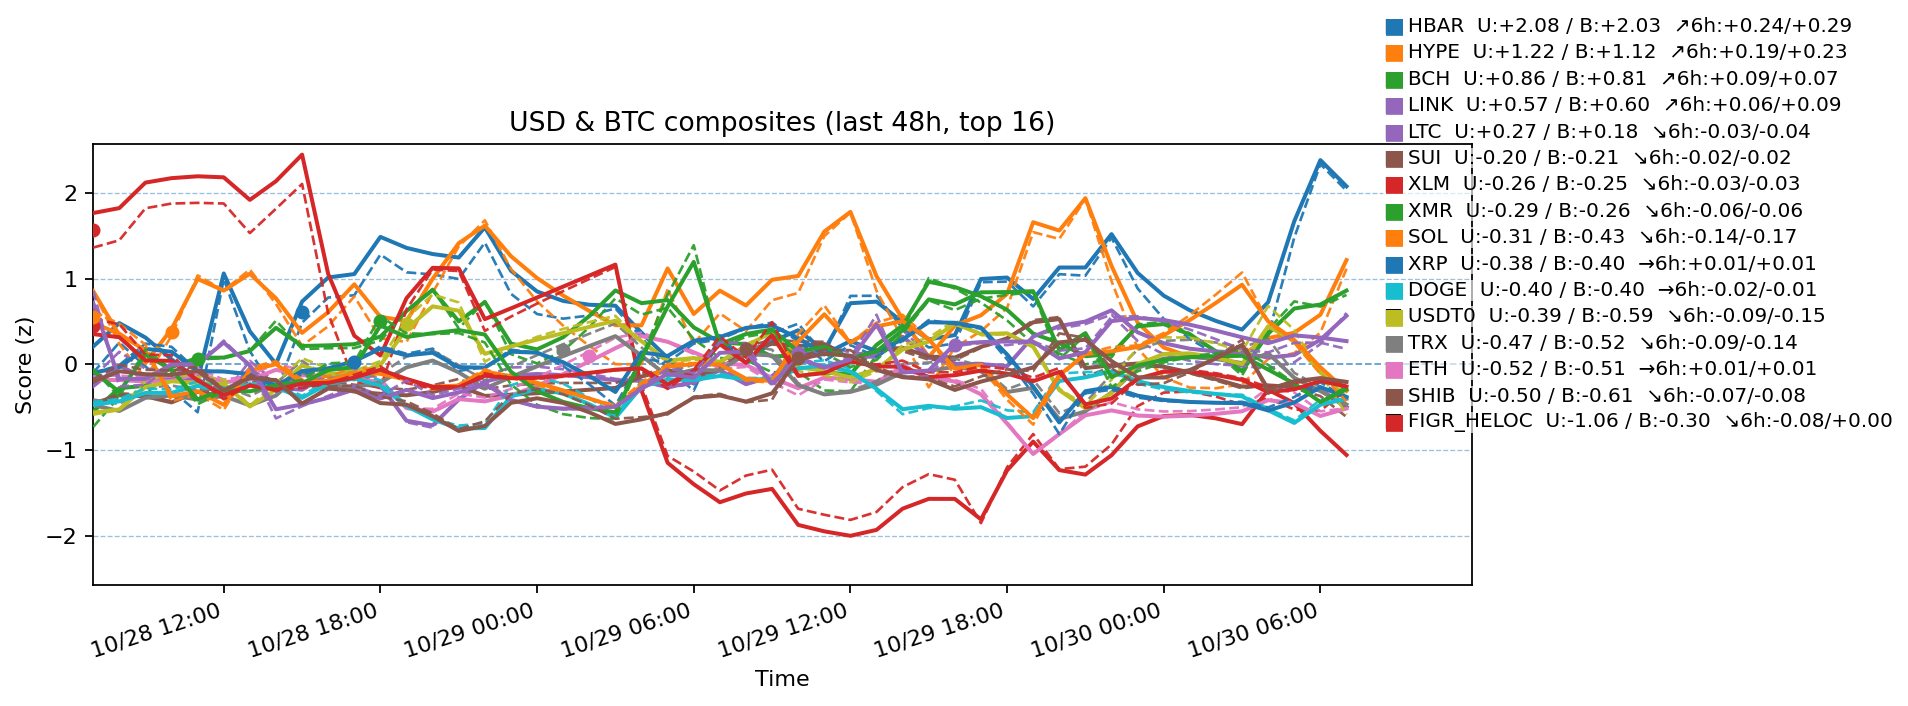 HBAR  U:+2.08 / B:+2.03  ↗6h:+0.24/+0.29
HYPE  U:+1.22 / B:+1.12  ↗6h:+0.19/+0.23
BCH  U:+0.86 / B:+0.81  ↗6h:+0.09/+0.07
LINK  U:+0.57 / B:+0.60  ↗6h:+0.06/+0.09
LTC  U:+0.27 / B:+0.18  ↘6h:-0.03/-0.04
SUI  U:-0.20 / B:-0.21  ↘6h:-0.02/-0.02
XLM  U:-0.26 / B:-0.25  ↘6h:-0.03/-0.03
XMR  U:-0.29 / B:-0.26  ↘6h:-0.06/-0.06
SOL  U:-0.31 / B:-0.43  ↘6h:-0.14/-0.17
XRP  U:-0.38 / B:-0.40  →6h:+0.01/+0.01
DOGE  U:-0.40 / B:-0.40  →6h:-0.02/-0.01
USDT0  U:-0.39 / B:-0.59  ↘6h:-0.09/-0.15
TRX  U:-0.47 / B:-0.52  ↘6h:-0.09/-0.14
ETH  U:-0.52 / B:-0.51  →6h:+0.01/+0.01
SHIB  U:-0.50 / B:-0.61  ↘6h:-0.07/-0.08
FIGR_HELOC  U:-1.06 / B:-0.30  ↘6h:-0.08/+0.00
USD & BTC composites (last 48h, top 16)
Score (z)
2
1
0
−1
−2
10/28 12:00
10/28 18:00
10/29 00:00
10/29 06:00
10/29 12:00
10/29 18:00
10/30 00:00
10/30 06:00
Time